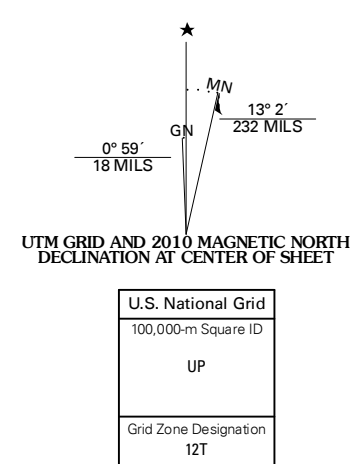 ★
MN
13° 2´
232 MILS
GN
0° 59´
18 MILS
UTM GRID AND 2010 MAGNETIC NORTH
DECLINATION AT CENTER OF SHEET
U.S. National Grid
100,000-m Square ID
UP
Grid Zone Designation
12T